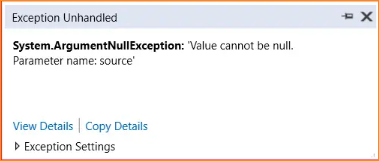 Exception Unhandled
System.ArgumentNullException: 'Value cannot be null.
Parameter name: source'
View Details | Copy Details
Exception Settings